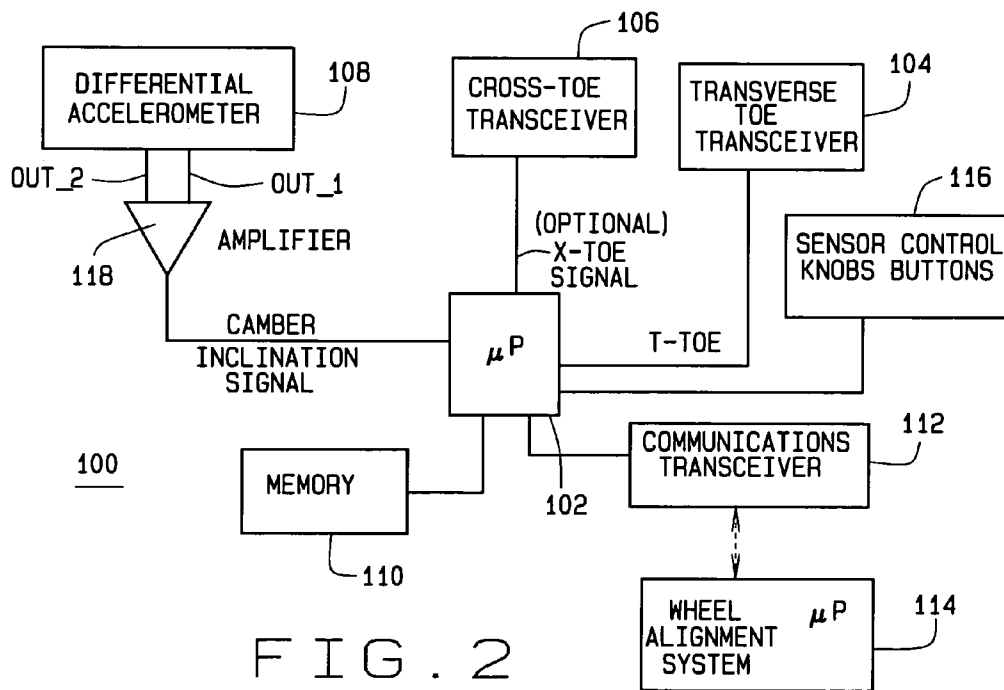 DIFFERENTIAL
ACCELEROMETER
108
OUT_2
OUT_1
118
AMPLIFIER
CAMBER
INCLINATION
SIGNAL
106
CROSS-TOE
TRANSCEIVER
(OPTIONAL)
X-TOE
SIGNAL
104
TRANSVERSE
TOE
TRANSCEIVER
116
SENSOR CONTROL
KNOBS BUTTONS
T-TOE
μP
102
100
MEMORY
110
COMMUNICATIONS
TRANSCEIVER
112
WHEEL μP
ALIGNMENT
SYSTEM
114
FIG.2